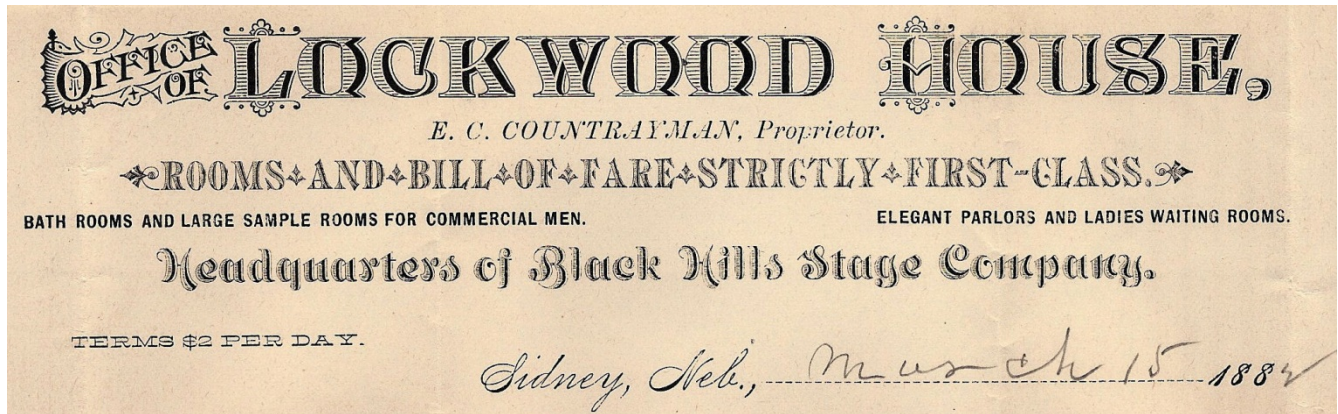 OFFICE OF LOCKWOOD HOUSE,
E. C. COUNTRAYMAN, Proprietor.
ROOMS AND BILL OF FARE STRICTLY FIRST-CLASS.
BATH ROOMS AND LARGE SAMPLE ROOMS FOR COMMERCIAL MEN. ELEGANT PARLORS AND LADIES WAITING ROOMS.
Headquarters of Black Hills Stage Company.
TERMS $2 PER DAY.
Sidney, Neb., March 15 1882